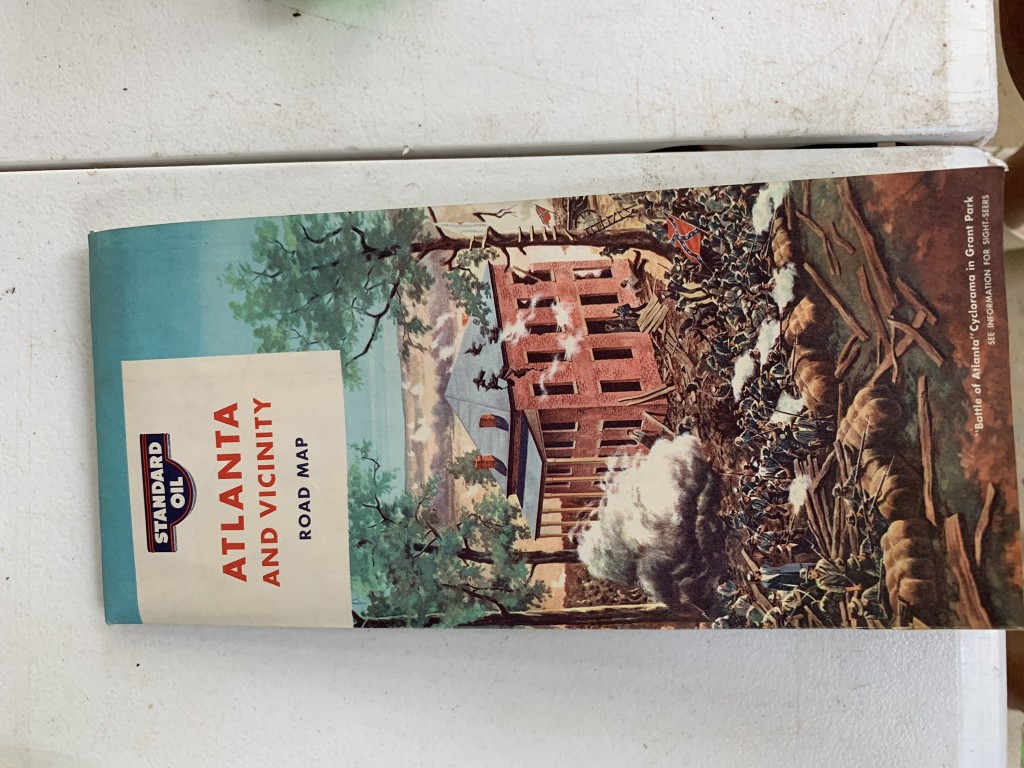 STANDARD
OIL
ATLANTA
AND VICINITY
ROAD MAP
"Battle of Atlanta" Cyclorama in Grant Park
SEE INFORMATION FOR SIGHT-SEERS